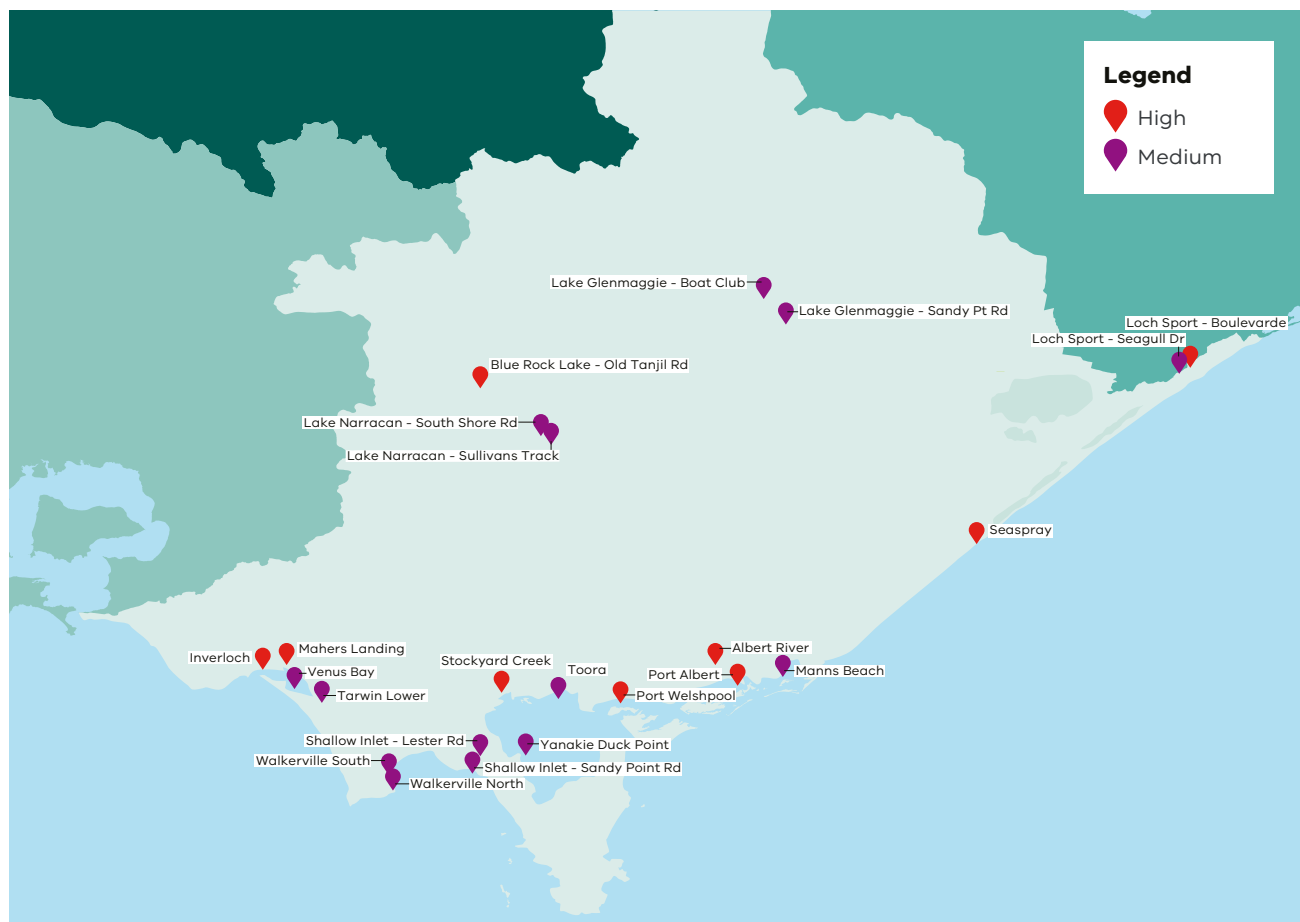 Legend
High
Medium
Lake Glenmaggie - Boat Club
Lake Glenmaggie - Sandy Pt Rd
Loch Sport - Boulevarde
Loch Sport - Seagull Dr
Blue Rock Lake - Old Tanjil Rd
Lake Narracan - South Shore Rd
Lake Narracan - Sullivans Track
Seaspray
Inverloch
Mahers Landing
Venus Bay
Tarwin Lower
Stockyard Creek
Toora
Albert River
Port Albert
Manns Beach
Port Welshpool
Shallow Inlet - Lester Rd
Yanakie Duck Point
Walkerville South
Shallow Inlet - Sandy Point Rd
Walkerville North